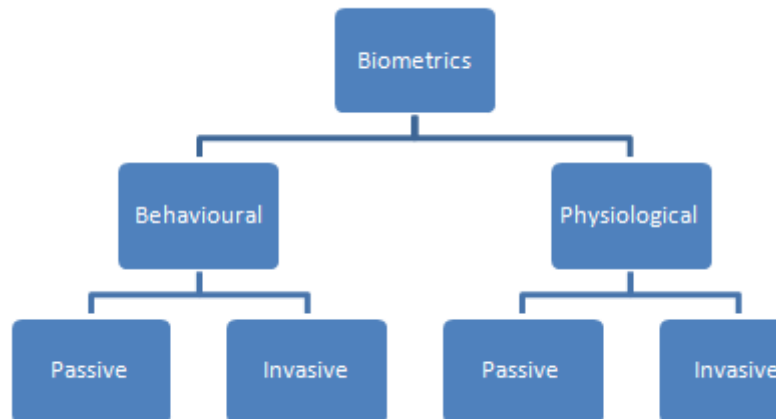 Biometrics
Behavioural
Physiological
Passive
Invasive
Passive
Invasive